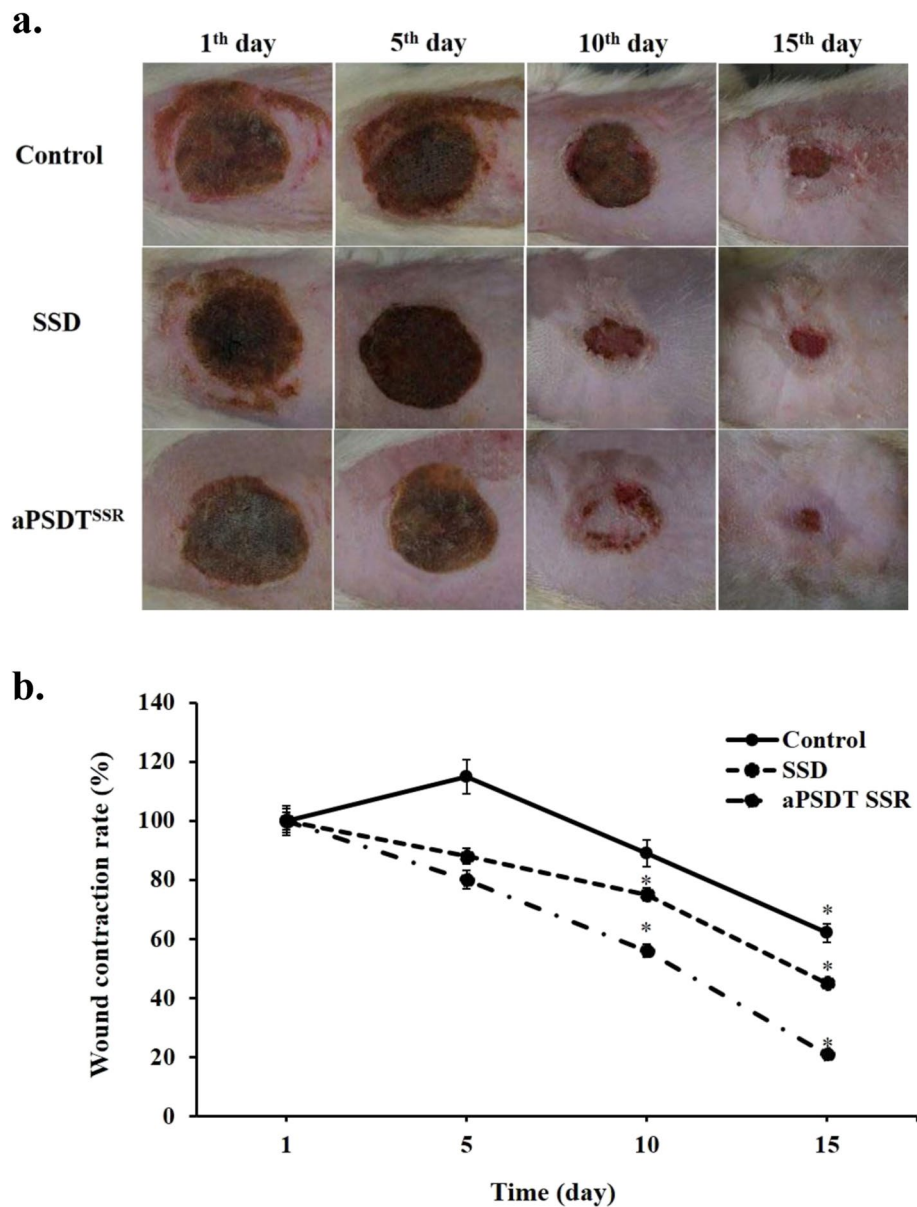 a.
1th day 5th day 10th day 15th day
Control
SSD
aPSDTSSR
b.
140
120
100
80
60
40
20
0
Wound contraction rate (%)
Control
SSD
aPSDT SSR
*
*
*
*
*
1 5 10 15
Time (day)